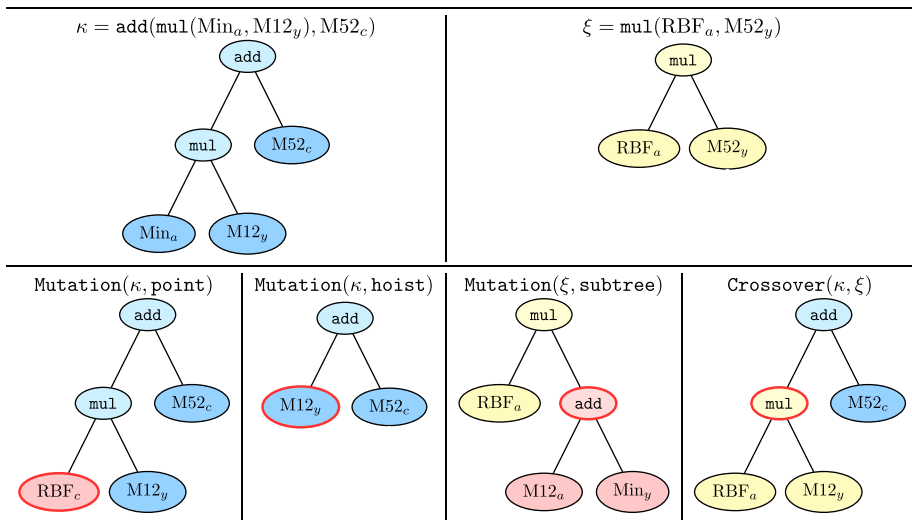 κ = add(mul(Min_a, M12_y), M52_c)
add
mul
M52_c
Min_a
M12_y
ξ = mul(RBF_a, M52_y)
mul
RBF_a
M52_y
Mutation(κ, point)
add
mul
M52_c
RBF_c
M12_y
Mutation(κ, hoist)
add
M12_y
M52_c
Mutation(ξ, subtree)
mul
RBF_a
add
M12_a
Min_y
Crossover(κ, ξ)
add
mul
M52_c
RBF_a
M12_y